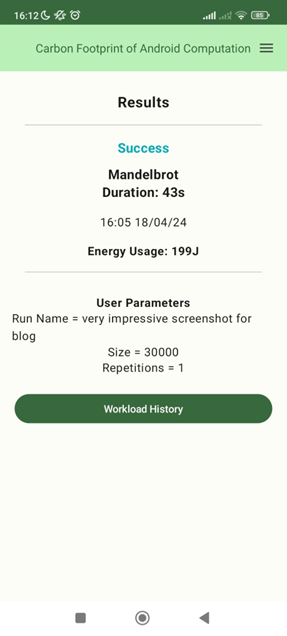 16:12
85
Carbon Footprint of Android Computation
Results
Success
Mandelbrot
Duration: 43s
16:05 18/04/24
Energy Usage: 199J
User Parameters
Run Name = very impressive screenshot for
blog
Size = 30000
Repetitions = 1
Workload History